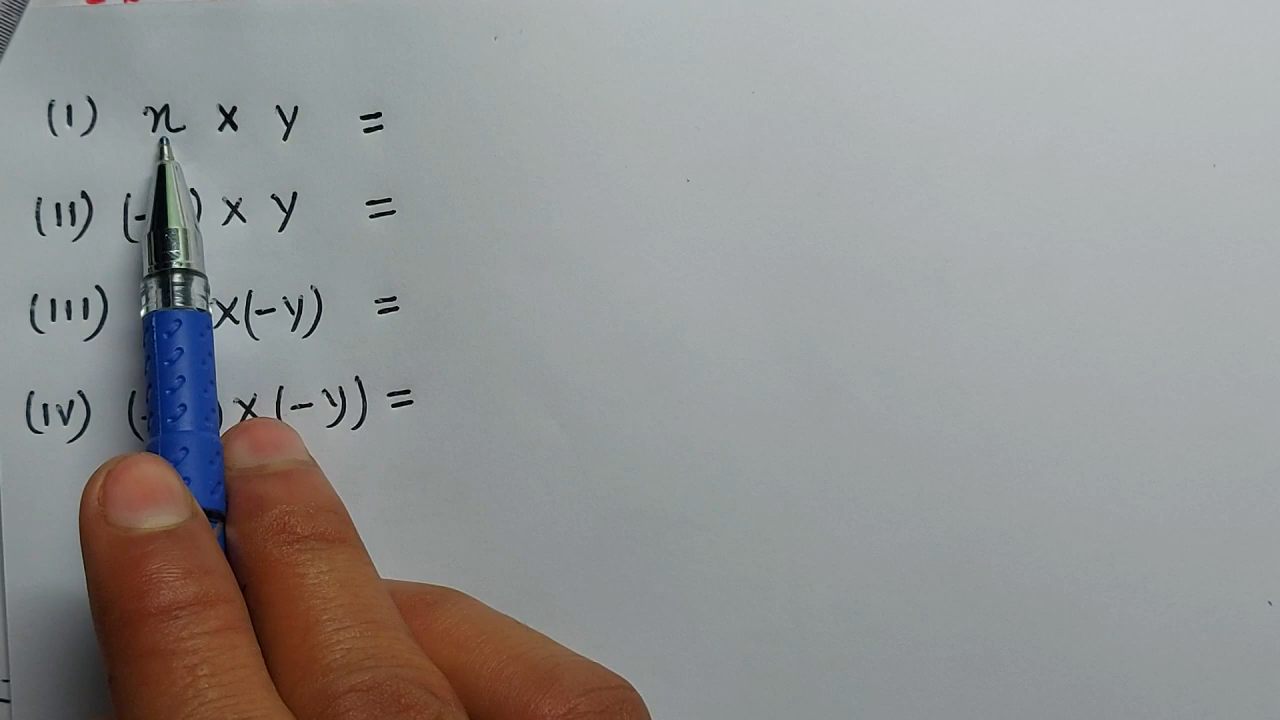 (I) x × y =
(II) (- ) × y =
(III) ×(-y) =
(IV) ( ) × (-y) =